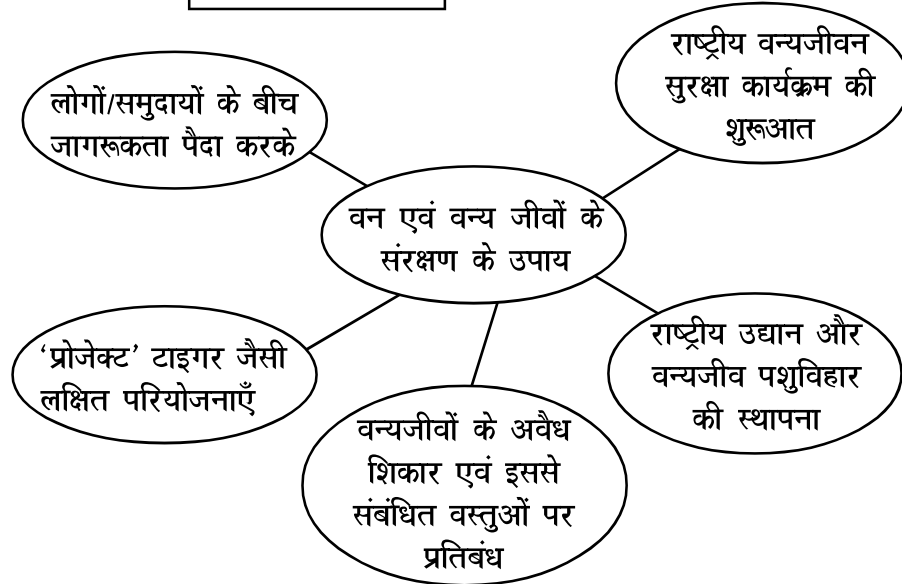 राष्ट्रीय वन्यजीवन
सुरक्षा कार्यक्रम की
शुरूआत
लोगों/समुदायों के बीच
जागरूकता पैदा करके
वन एवं वन्य जीवों के
संरक्षण के उपाय
'प्रोजेक्ट' टाइगर जैसी
लक्षित परियोजनाएँ
राष्ट्रीय उद्यान और
वन्यजीव पशुविहार
की स्थापना
वन्यजीवों के अवैध
शिकार एवं इससे
संबंधित वस्तुओं पर
प्रतिबंध